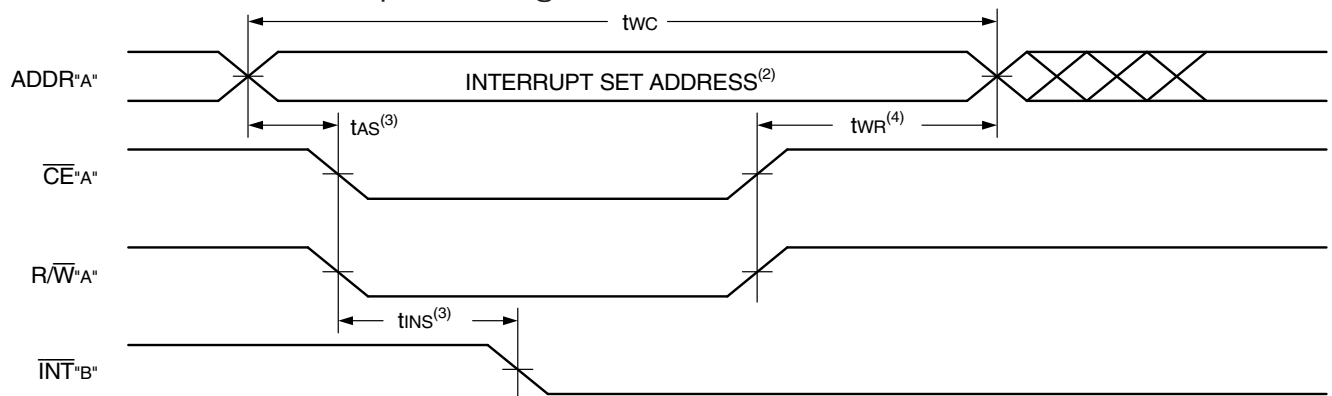 tWC
ADDR"A"
INTERRUPT SET ADDRESS(2)
tAS(3)
tWR(4)
CE"A"
R/W"A"
tINS(3)
INT"B"